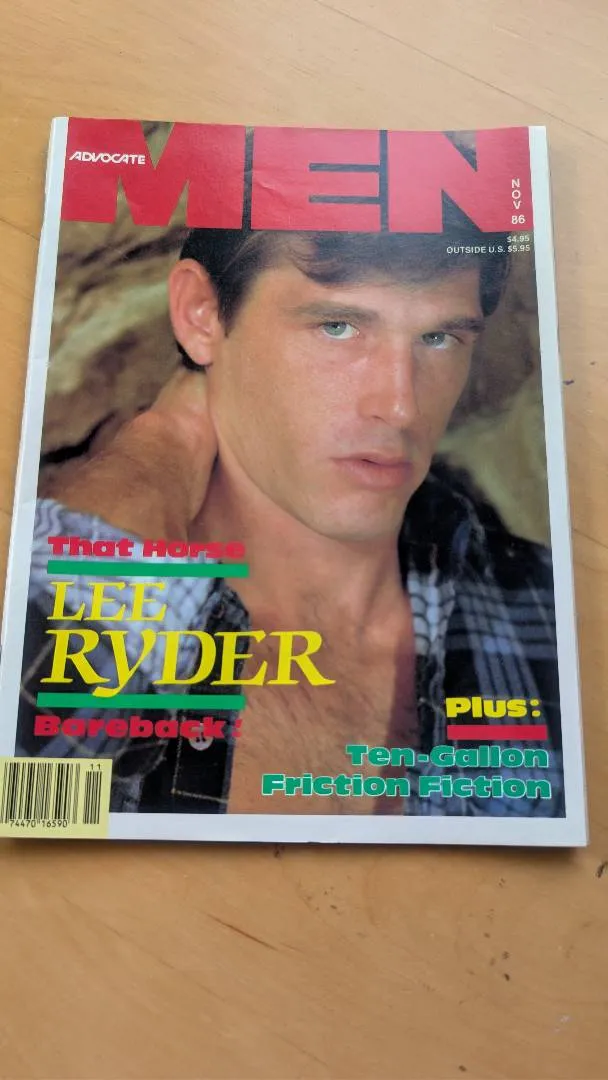 ADVOCATE
MEN
NOV
86
$4.95
OUTSIDE U.S. $5.95
That Horse
LEE
RYDER
Bareback!
Plus:
Ten-Gallon
Friction Fiction
11
74470 16590